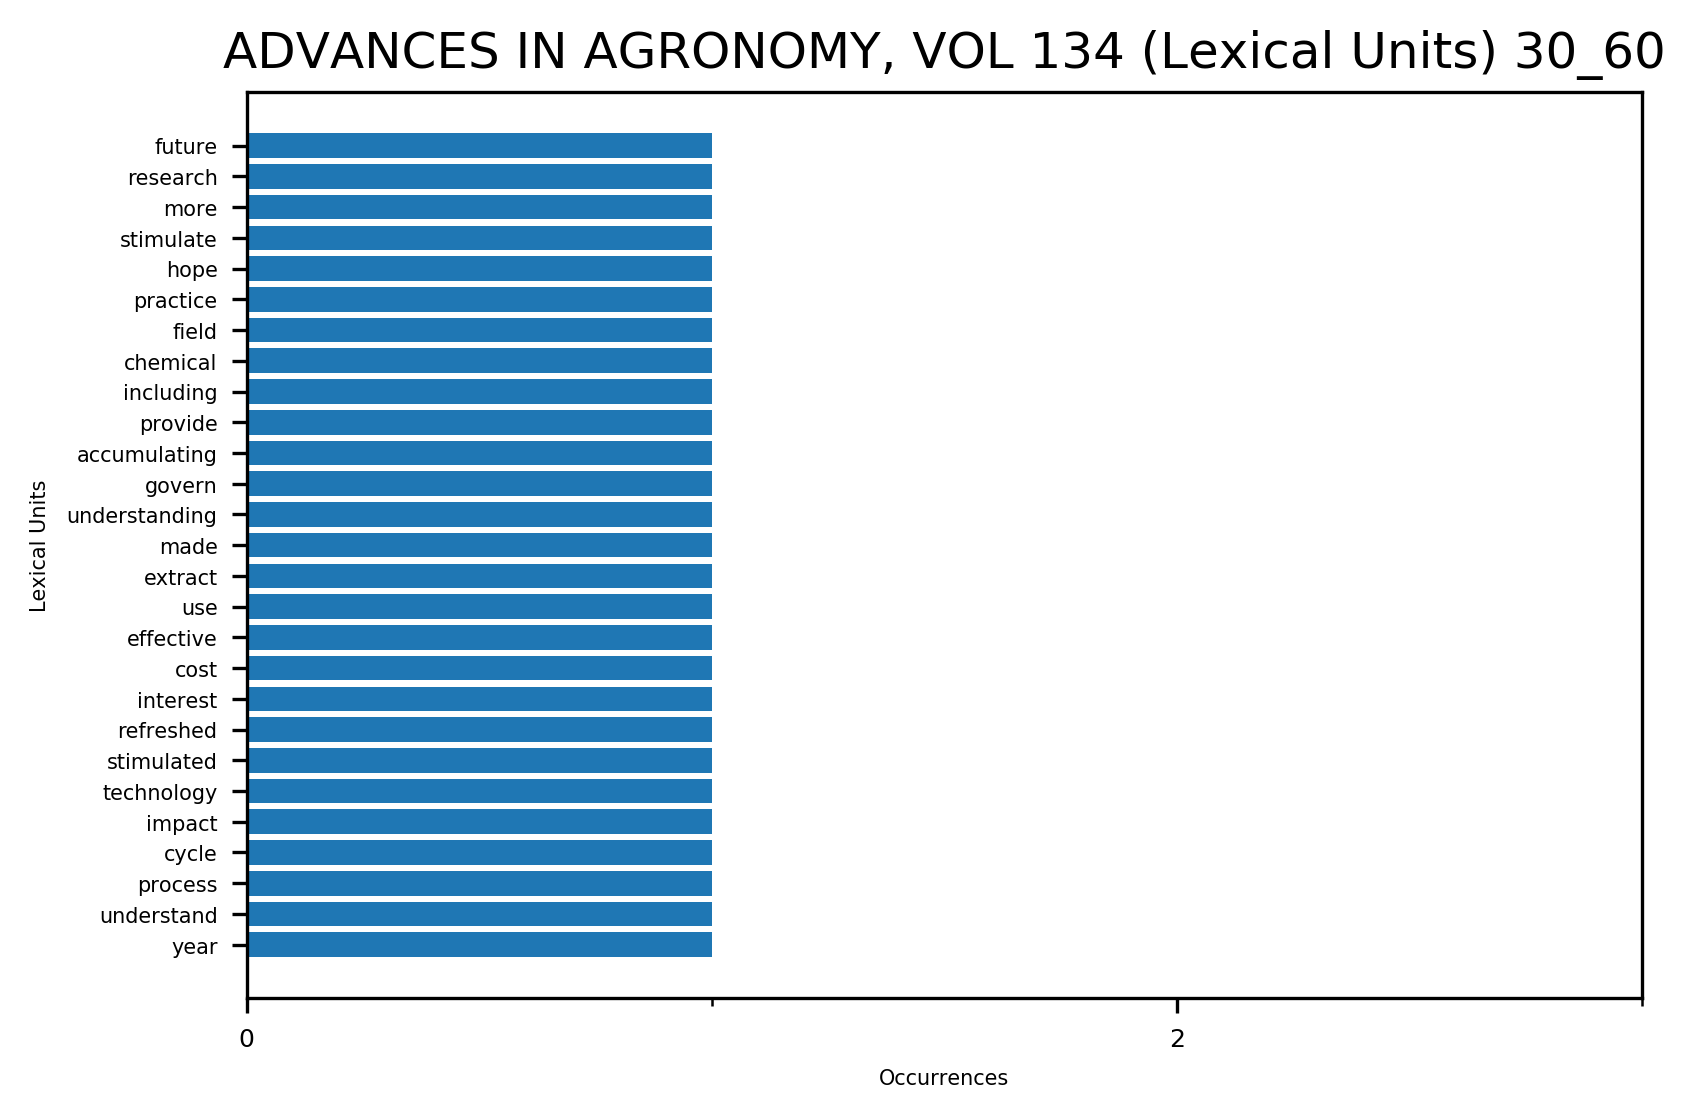 ADVANCES IN AGRONOMY, VOL 134 (Lexical Units) 30_60
future
research
more
stimulate
hope
practice
field
chemical
including
provide
accumulating
govern
understanding
made
extract
use
effective
cost
interest
refreshed
stimulated
technology
impact
cycle
process
understand
year
Lexical Units
0
2
Occurrences